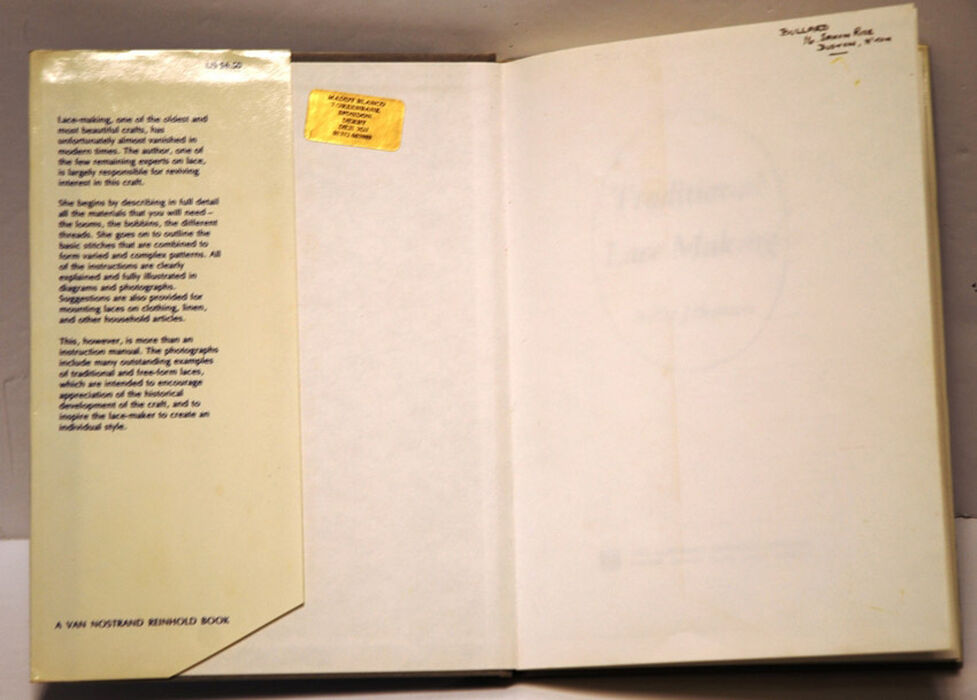 US $6.50
Lace-making, one of the oldest and
most beautiful crafts, has
unfortunately almost vanished in
modern times. The author, one of
the few remaining experts on lace,
is largely responsible for reviving
interest in this craft.
She begins by describing in full detail
all the materials that you will need –
the looms, the bobbins, the different
threads. She goes on to outline the
basic stitches that are combined to
form varied and complex patterns. All
of the instructions are clearly
explained and fully illustrated in
diagrams and photographs.
Suggestions are also provided for
mounting laces on clothing, linen,
and other household articles.
This, however, is more than an
instruction manual. The photographs
include many outstanding examples
of traditional and free-form laces,
which are intended to encourage
appreciation of the historical
development of the craft, and to
inspire the lace-maker to create an
individual style.
A VAN NOSTRAND REINHOLD BOOK
MADDY BLANCO
DERBY
BULLARD
16
Traditional
Lace Making